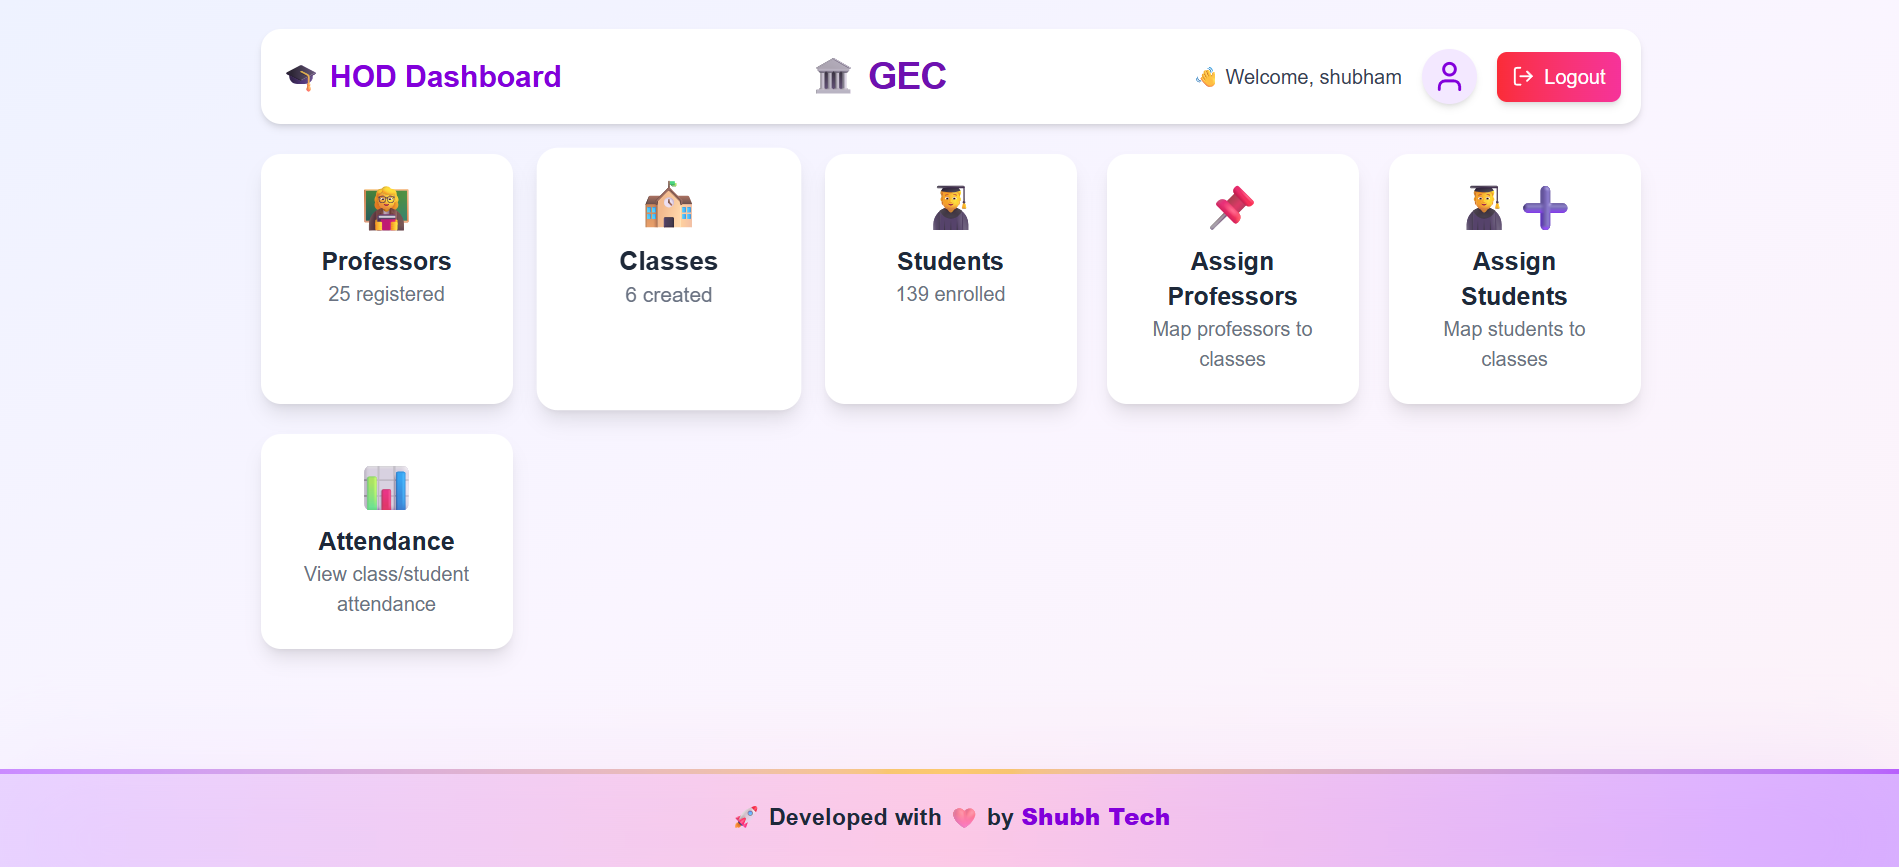 HOD Dashboard
GEC
Welcome, shubham
Logout
Professors
25 registered
Classes
6 created
Students
139 enrolled
Assign
Professors
Map professors to
classes
Assign
Students
Map students to
classes
Attendance
View class/student
attendance
Developed with by Shubh Tech